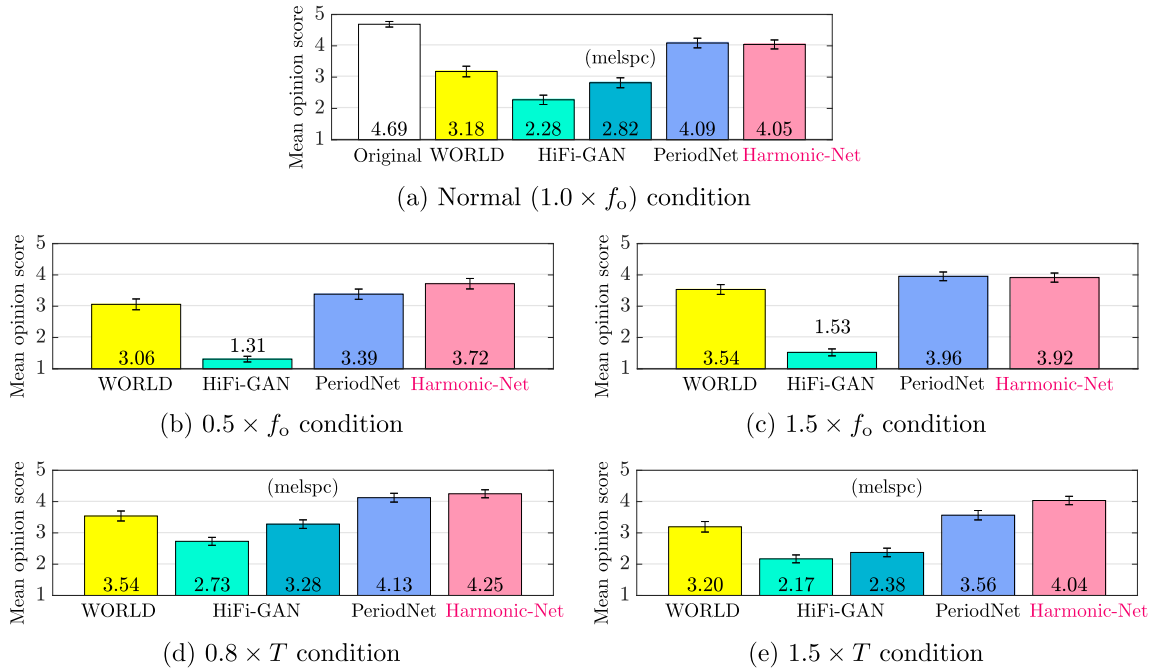 Mean opinion score
5
4
3
2
1
(melspc)
4.69 3.18 2.28 2.82 4.09 4.05
Original WORLD HiFi-GAN PeriodNet Harmonic-Net
(a) Normal (1.0 × fₒ) condition
Mean opinion score
5
4
3
2
1
3.06 1.31 3.39 3.72
WORLD HiFi-GAN PeriodNet Harmonic-Net
(b) 0.5 × fₒ condition
Mean opinion score
5
4
3
2
1
3.54 1.53 3.96 3.92
WORLD HiFi-GAN PeriodNet Harmonic-Net
(c) 1.5 × fₒ condition
Mean opinion score
5
4
3
2
1
(melspc)
3.54 2.73 3.28 4.13 4.25
WORLD HiFi-GAN PeriodNet Harmonic-Net
(d) 0.8 × T condition
Mean opinion score
5
4
3
2
1
(melspc)
3.20 2.17 2.38 3.56 4.04
WORLD HiFi-GAN PeriodNet Harmonic-Net
(e) 1.5 × T condition